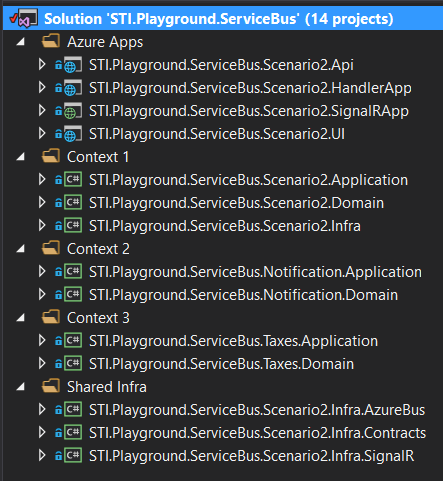 Solution 'STI.Playground.ServiceBus' (14 projects)
Azure Apps
STI.Playground.ServiceBus.Scenario2.Api
STI.Playground.ServiceBus.Scenario2.HandlerApp
STI.Playground.ServiceBus.Scenario2.SignalRApp
STI.Playground.ServiceBus.Scenario2.UI
Context 1
C# STI.Playground.ServiceBus.Scenario2.Application
C# STI.Playground.ServiceBus.Scenario2.Domain
C# STI.Playground.ServiceBus.Scenario2.Infra
Context 2
C# STI.Playground.ServiceBus.Notification.Application
C# STI.Playground.ServiceBus.Notification.Domain
Context 3
C# STI.Playground.ServiceBus.Taxes.Application
C# STI.Playground.ServiceBus.Taxes.Domain
Shared Infra
C# STI.Playground.ServiceBus.Scenario2.Infra.AzureBus
C# STI.Playground.ServiceBus.Scenario2.Infra.Contracts
C# STI.Playground.ServiceBus.Scenario2.Infra.SignalR